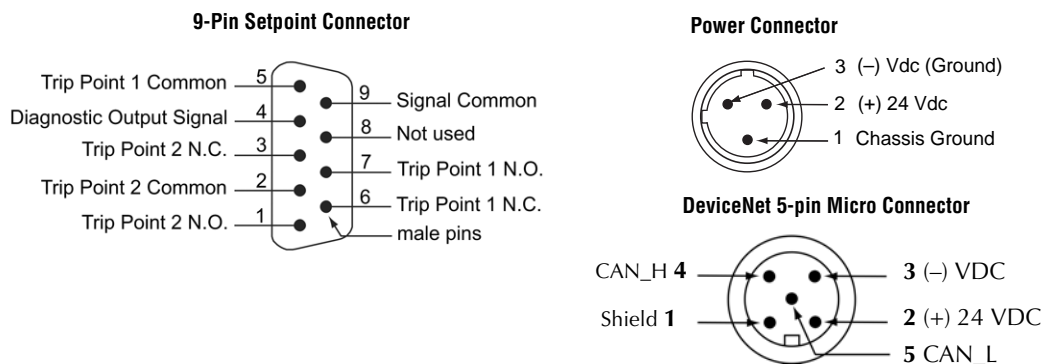 9-Pin Setpoint Connector
Trip Point 1 Common 5
Diagnostic Output Signal 4
Trip Point 2 N.C. 3
Trip Point 2 Common 2
Trip Point 2 N.O. 1
9 Signal Common
8 Not used
7 Trip Point 1 N.O.
6 Trip Point 1 N.C.
male pins
Power Connector
3 (–) Vdc (Ground)
2 (+) 24 Vdc
1 Chassis Ground
DeviceNet 5-pin Micro Connector
CAN_H 4
Shield 1
3 (–) VDC
2 (+) 24 VDC
5 CAN_L